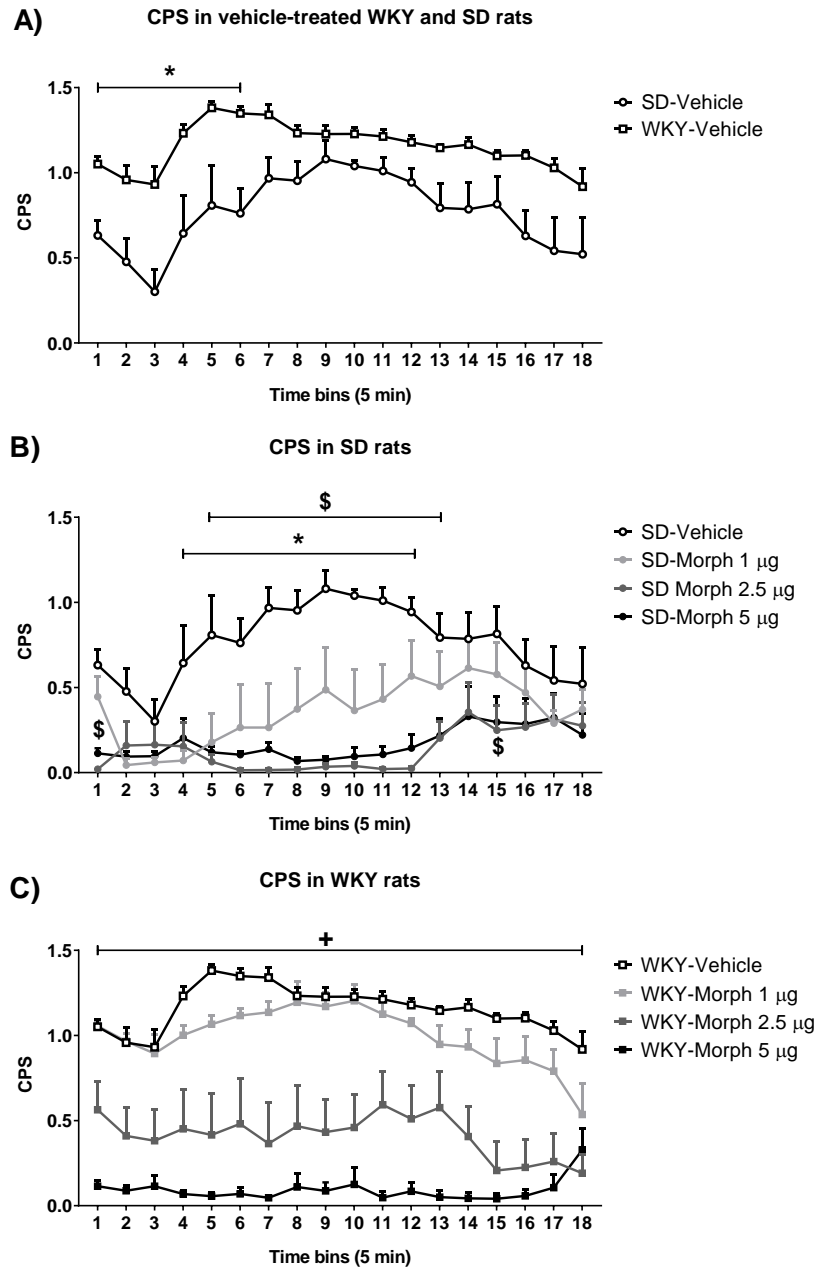 A)
CPS in vehicle-treated WKY and SD rats
*
1.5
1.0
0.5
0.0
CPS
1 2 3 4 5 6 7 8 9 10 11 12 13 14 15 16 17 18
Time bins (5 min)
SD-Vehicle
WKY-Vehicle
B)
CPS in SD rats
$
*
1.5
1.0
0.5
0.0
CPS
$
$
1 2 3 4 5 6 7 8 9 10 11 12 13 14 15 16 17 18
Time bins (5 min)
SD-Vehicle
SD-Morph 1 μg
SD Morph 2.5 μg
SD-Morph 5 μg
C)
CPS in WKY rats
+
1.5
1.0
0.5
0.0
CPS
1 2 3 4 5 6 7 8 9 10 11 12 13 14 15 16 17 18
Time bins (5 min)
WKY-Vehicle
WKY-Morph 1 μg
WKY-Morph 2.5 μg
WKY-Morph 5 μg